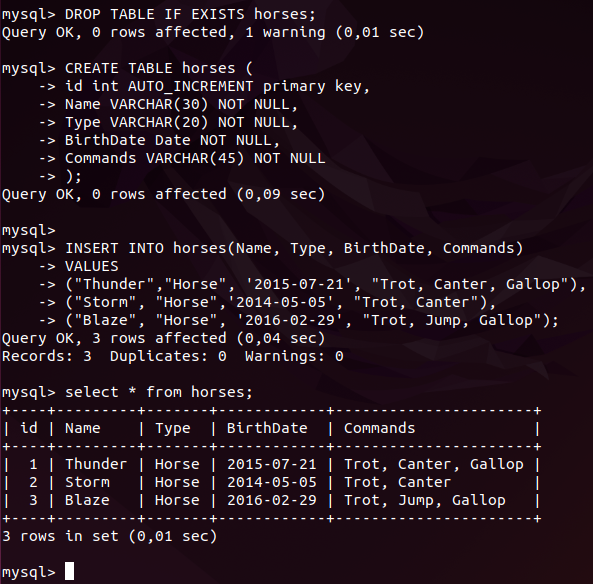 mysql> DROP TABLE IF EXISTS horses;
Query OK, 0 rows affected, 1 warning (0,01 sec)

mysql> CREATE TABLE horses (
    -> id int AUTO_INCREMENT primary key,
    -> Name VARCHAR(30) NOT NULL,
    -> Type VARCHAR(20) NOT NULL,
    -> BirthDate Date NOT NULL,
    -> Commands VARCHAR(45) NOT NULL
    -> );
Query OK, 0 rows affected (0,09 sec)

mysql>
mysql> INSERT INTO horses(Name, Type, BirthDate, Commands)
    -> VALUES
    -> ("Thunder","Horse", '2015-07-21', "Trot, Canter, Gallop"),
    -> ("Storm", "Horse",'2014-05-05', "Trot, Canter"),
    -> ("Blaze", "Horse", '2016-02-29', "Trot, Jump, Gallop");
Query OK, 3 rows affected (0,04 sec)
Records: 3  Duplicates: 0  Warnings: 0

mysql> select * from horses;
+----+---------+-------+------------+----------------------+
| id | Name    | Type  | BirthDate  | Commands             |
+----+---------+-------+------------+----------------------+
|  1 | Thunder | Horse | 2015-07-21 | Trot, Canter, Gallop |
|  2 | Storm   | Horse | 2014-05-05 | Trot, Canter         |
|  3 | Blaze   | Horse | 2016-02-29 | Trot, Jump, Gallop   |
+----+---------+-------+------------+----------------------+
3 rows in set (0,01 sec)

mysql>